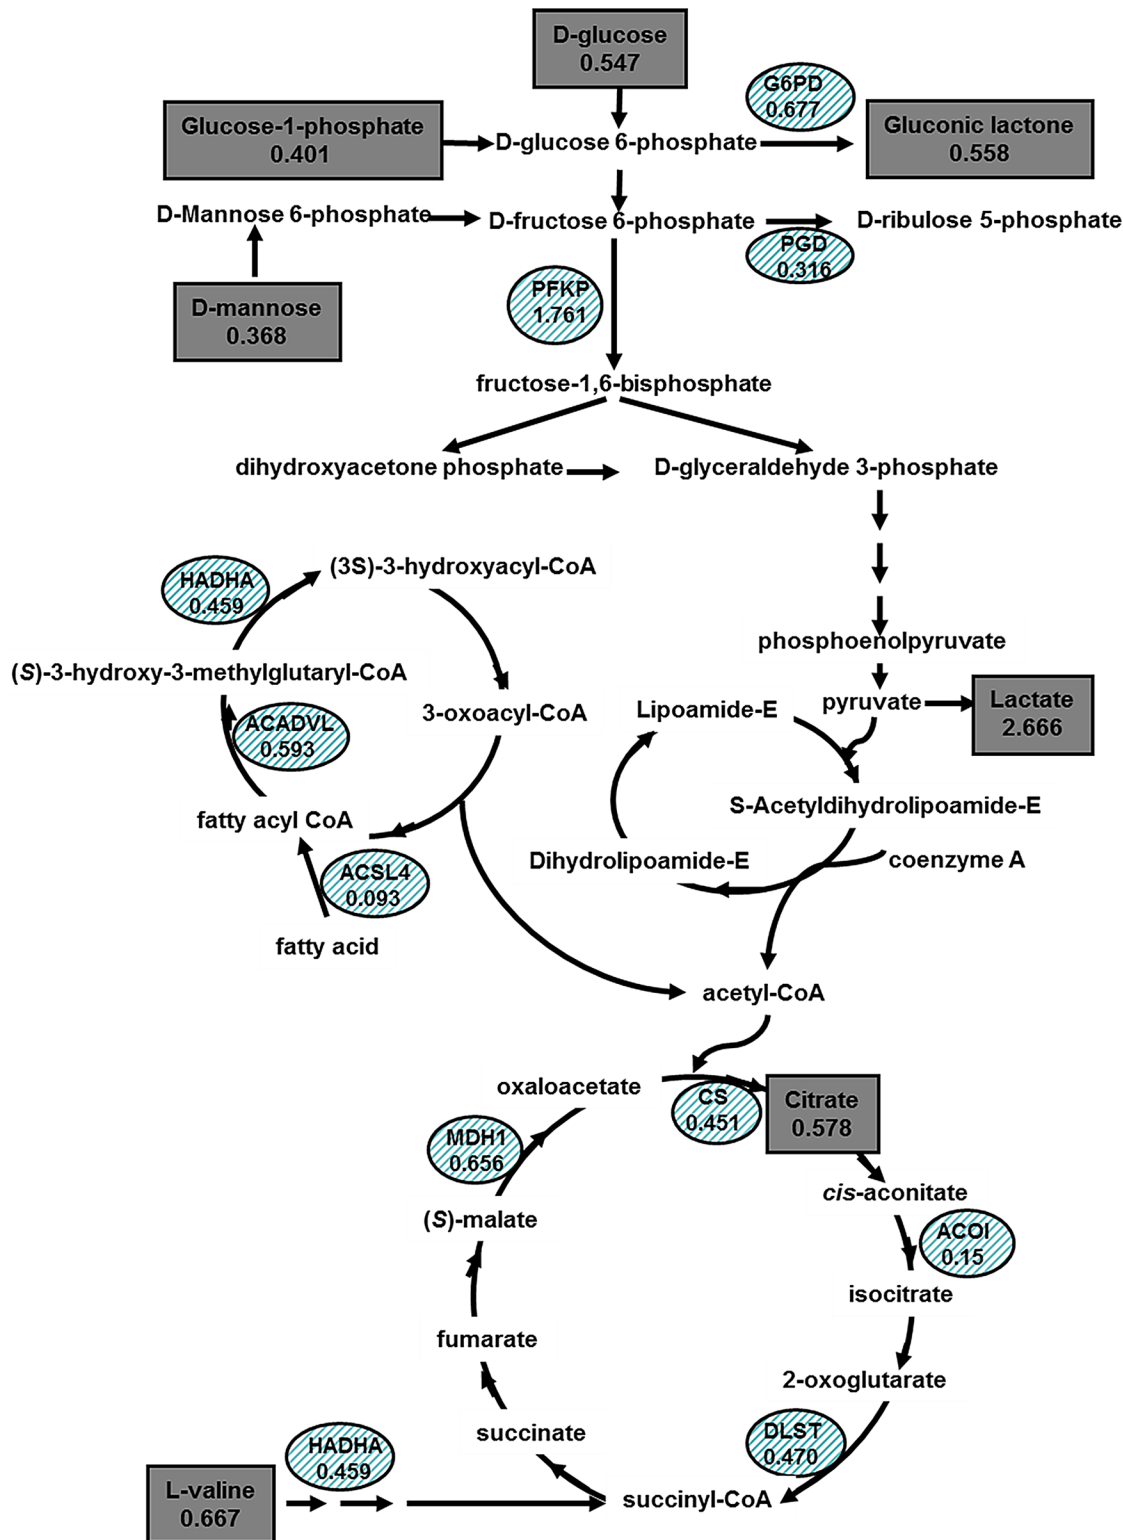 D-glucose
0.547
G6PD
0.677
Glucose-1-phosphate
0.401
D-glucose 6-phosphate
Gluconic lactone
0.558
D-Mannose 6-phosphate
D-fructose 6-phosphate
D-ribulose 5-phosphate
PGD
0.316
D-mannose
0.368
PFKP
1.761
fructose-1,6-bisphosphate
dihydroxyacetone phosphate
D-glyceraldehyde 3-phosphate
(3S)-3-hydroxyacyl-CoA
HADHA
0.459
phosphoenolpyruvate
(S)-3-hydroxy-3-methylglutaryl-CoA
pyruvate
Lactate
2.666
3-oxoacyl-CoA
Lipoamide-E
ACADVL
0.593
S-Acetyldihydrolipoamide-E
fatty acyl CoA
Dihydrolipoamide-E
coenzyme A
ACSL4
0.093
fatty acid
acetyl-CoA
oxaloacetate
CS
0.451
Citrate
0.578
MDH1
0.656
cis-aconitate
(S)-malate
ACOI
0.15
isocitrate
fumarate
2-oxoglutarate
succinate
DLST
0.470
HADHA
0.459
L-valine
0.667
succinyl-CoA